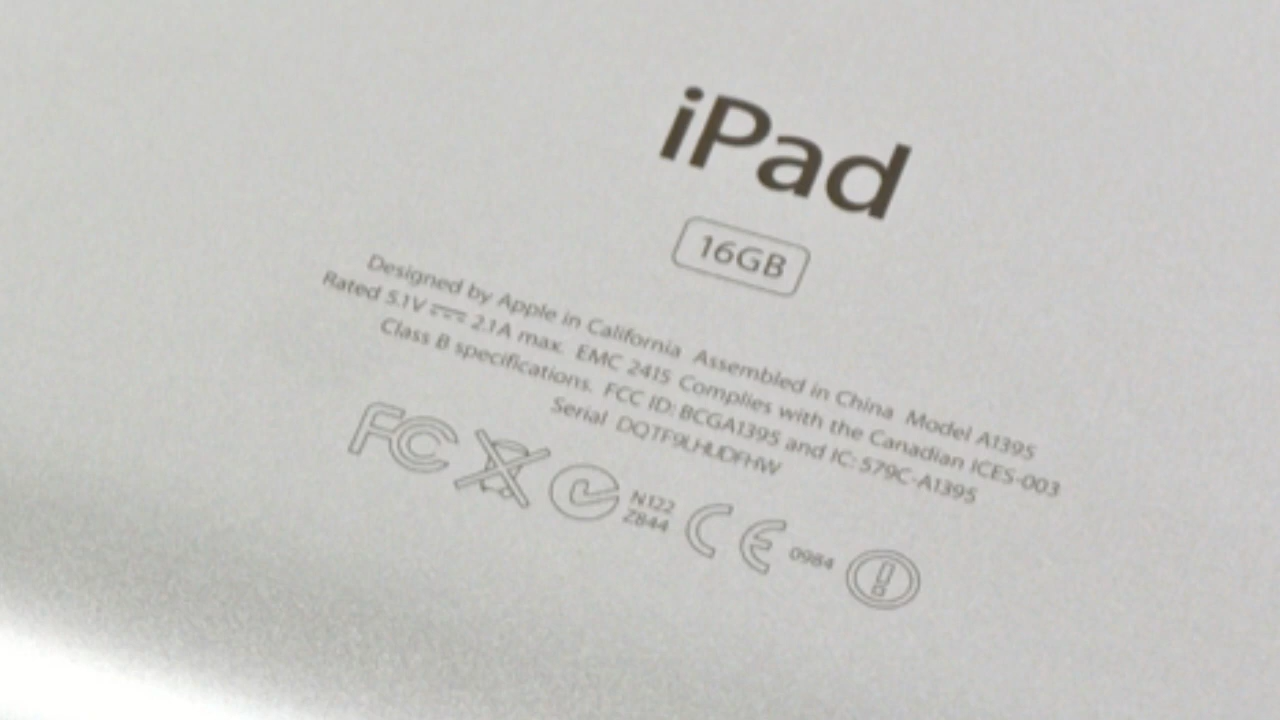 iPad
16GB
Designed by Apple in California Assembled in China Model A1395
Rated 5.1V 2.1A max. EMC 2415 Complies with the Canadian ICES-003
Class B specifications. FCC ID: BCGA1395 and IC: 579C-A1395
Serial DQTF9LHUDFHW
FC N122
Z844 CE 0984 !